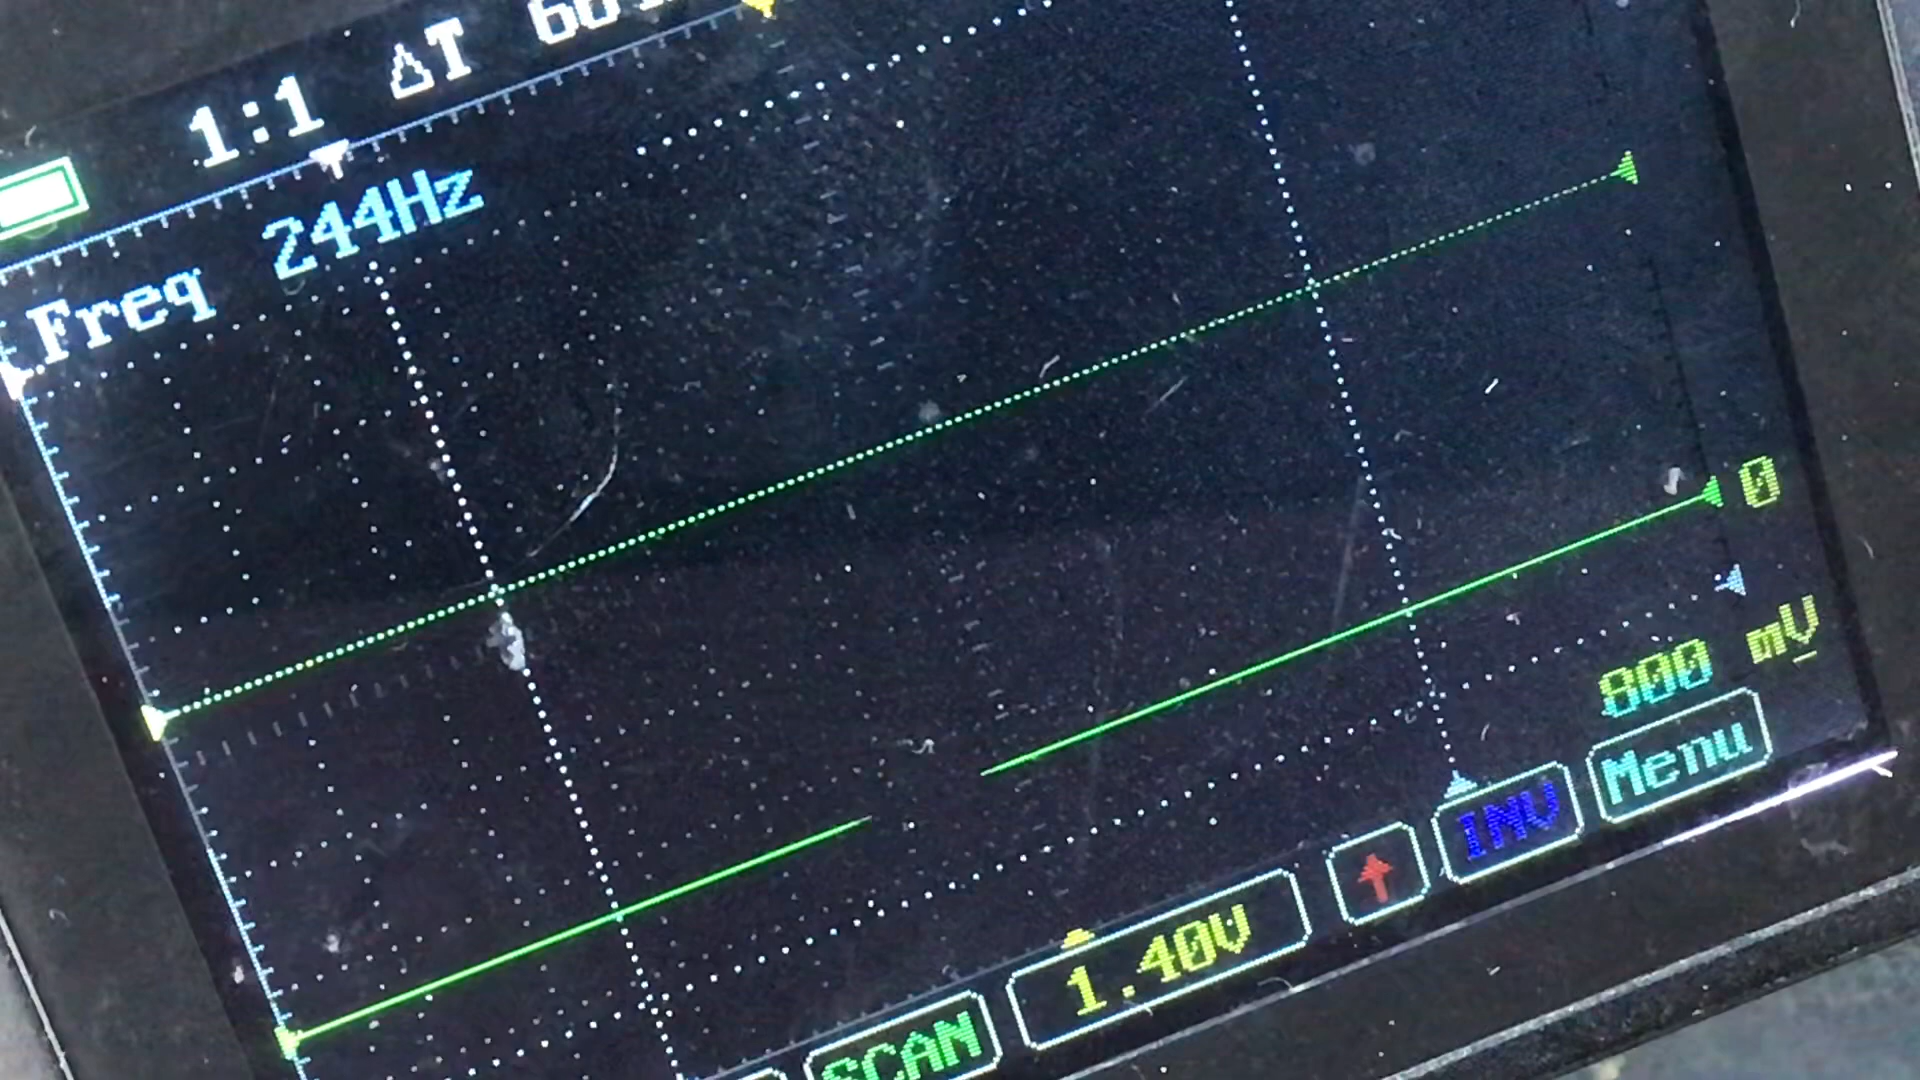 1:1 ΔT
Freq 244Hz
0
800 mV
SCAN 1.40V ↑ INV Menu